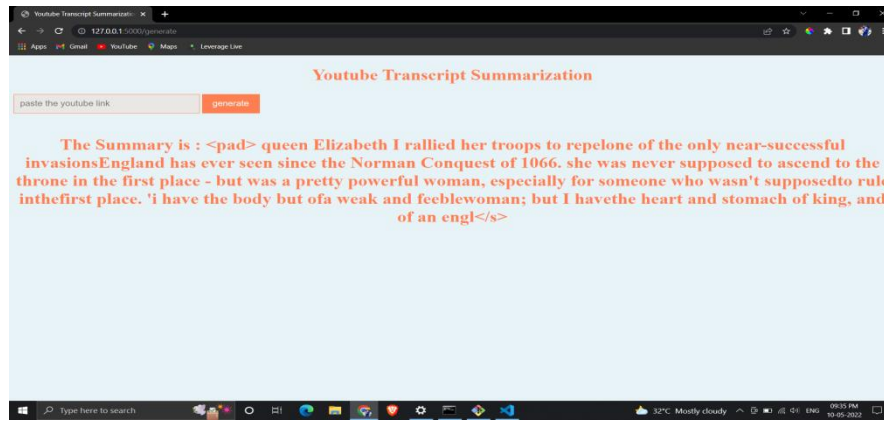 Youtube Transcript Summarizatio
127.0.0.1:5000/generate
Apps Gmail YouTube Maps Leverage Live
Youtube Transcript Summarization
paste the youtube link generate
The Summary is : <pad> queen Elizabeth I rallied her troops to repelone of the only near-successful
invasionsEngland has ever seen since the Norman Conquest of 1066. she was never supposed to ascend to the
throne in the first place - but was a pretty powerful woman, especially for someone who wasn't supposedto rule
inthefirst place. 'i have the body but ofa weak and feeblewoman; but I havethe heart and stomach of king, and
of an engl</s>
Type here to search 32°C Mostly cloudy ENG 09:35 PM
10-05-2022